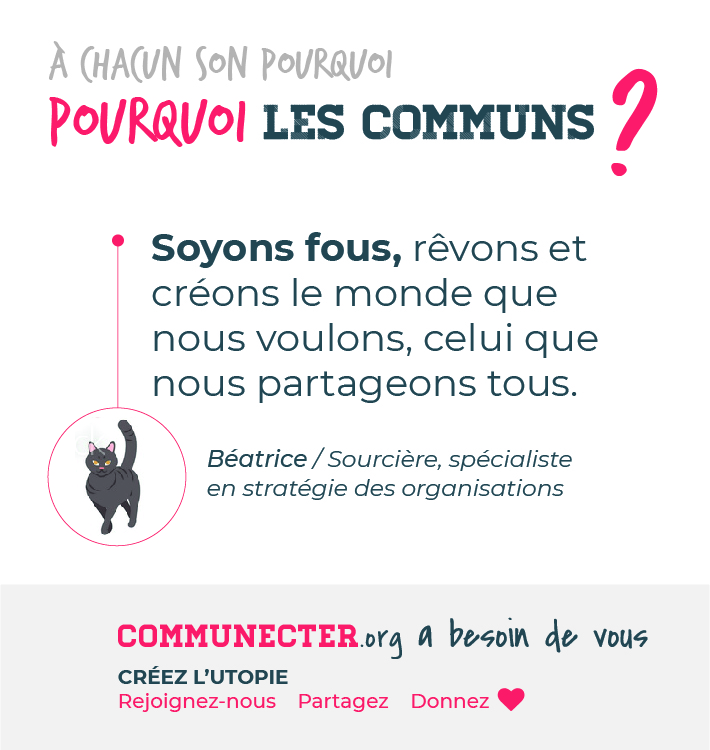 À CHACUN SON POURQUOI
POURQUOI LES COMMUNS ?
Soyons fous, rêvons et
créons le monde que
nous voulons, celui que
nous partageons tous.
Béatrice / Sourcière, spécialiste
en stratégie des organisations
COMMUNECTER.org a besoin de vous
CRÉEZ L'UTOPIE
Rejoignez-nous Partagez Donnez